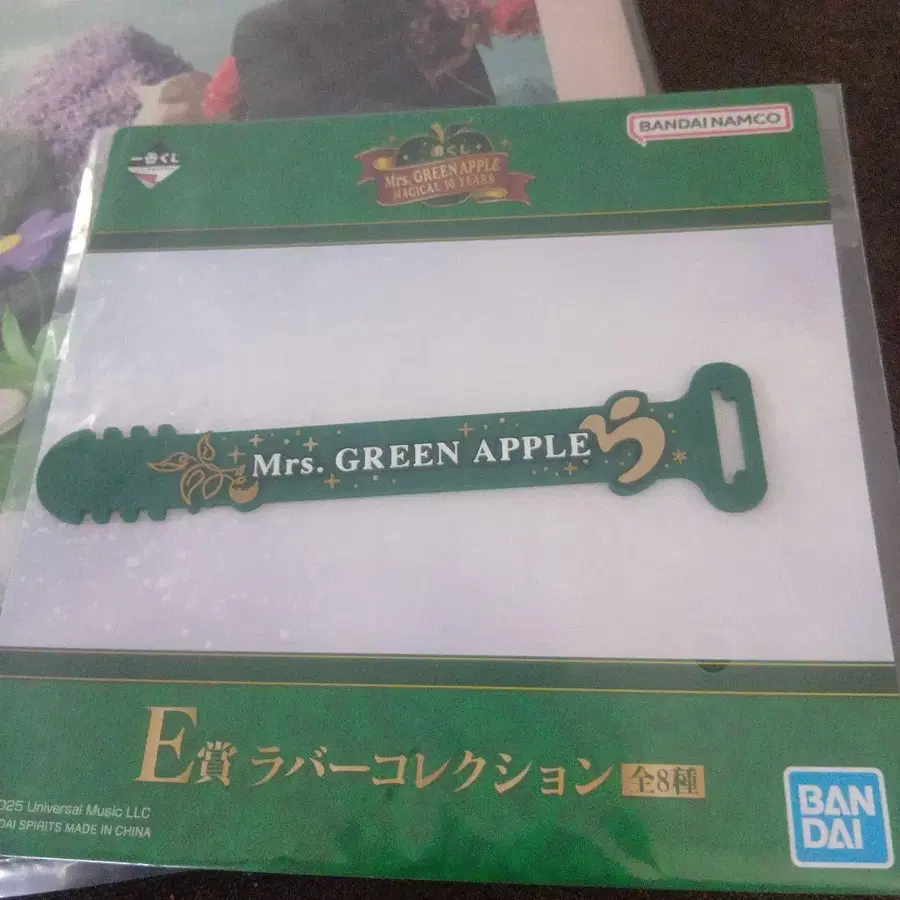 一番くじ
BANDAI NAMCO
番くじ
Mrs. GREEN APPLE
MAGICAL 10 YEARS
Mrs. GREEN APPLE
E賞 ラバーコレクション 全8種
025 Universal Music LLC
DAI SPIRITS MADE IN CHINA
BAN
DAI